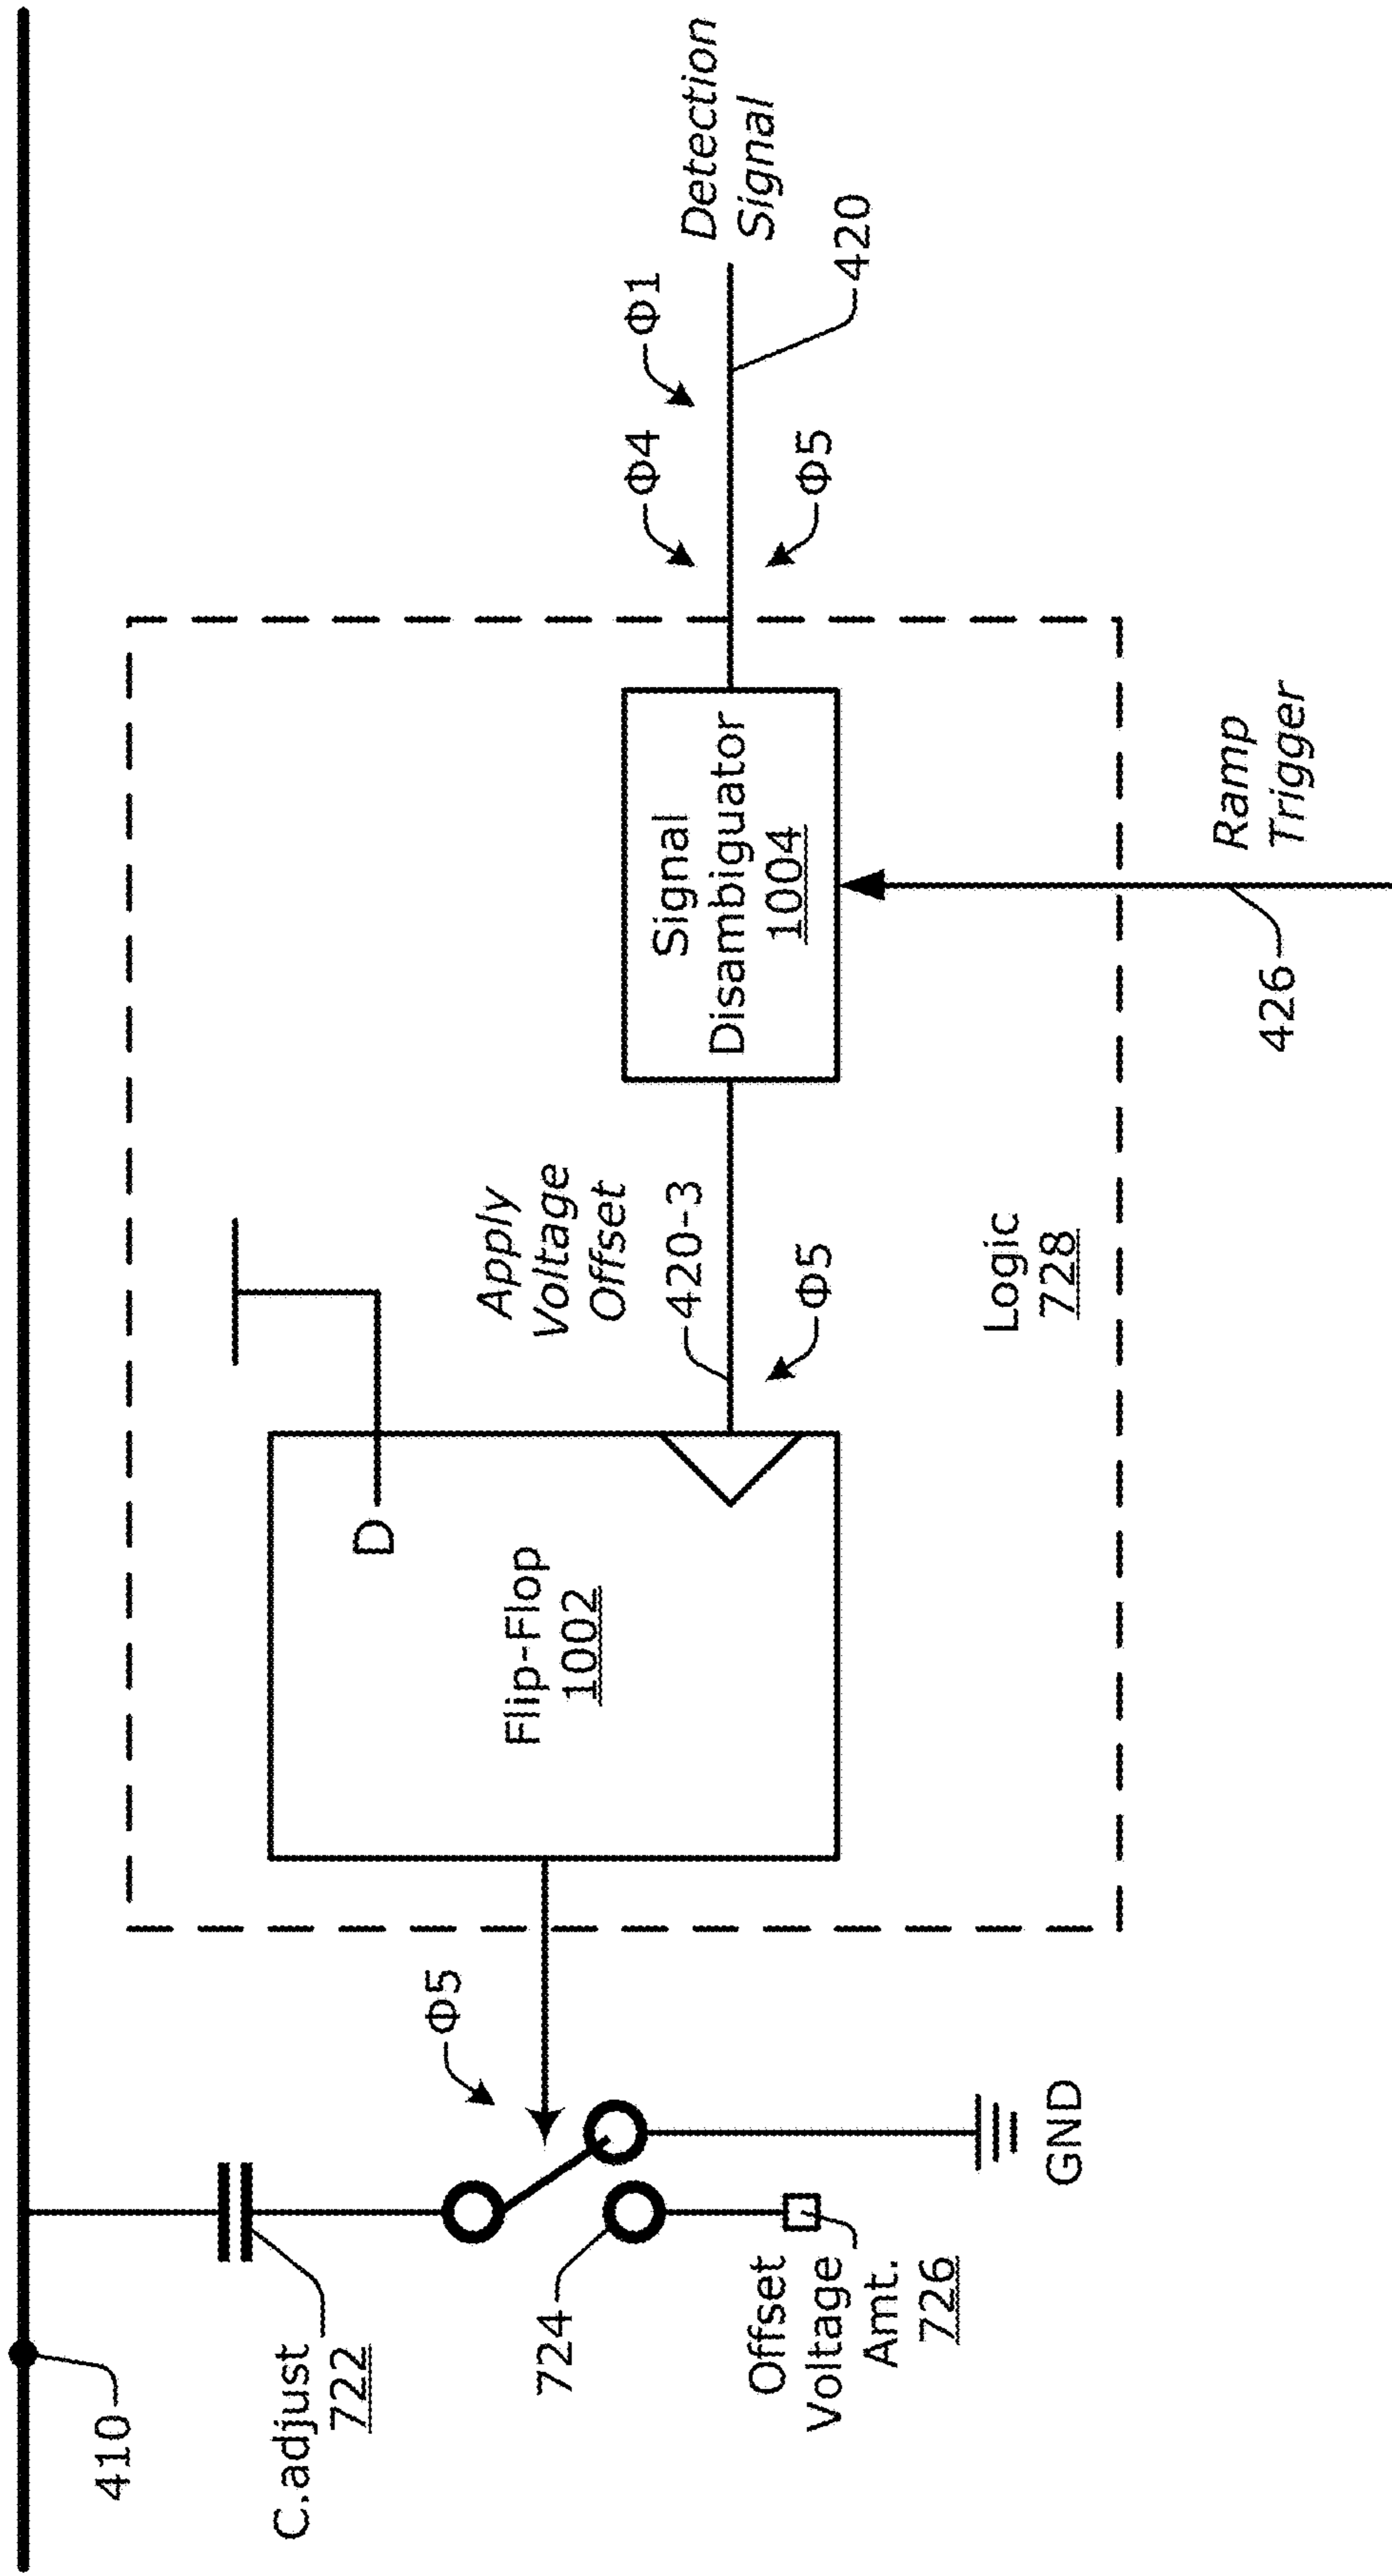 410
C.adjust
722
724
Offset
Voltage
Amt.
726
GND
Φ5
Flip-Flop
1002
D
Apply
Voltage
Offset
420-3
Φ5
Logic
728
Signal
Disambiguator
1004
426
Ramp
Trigger
Φ4
Φ5
Φ1
420
Detection
Signal